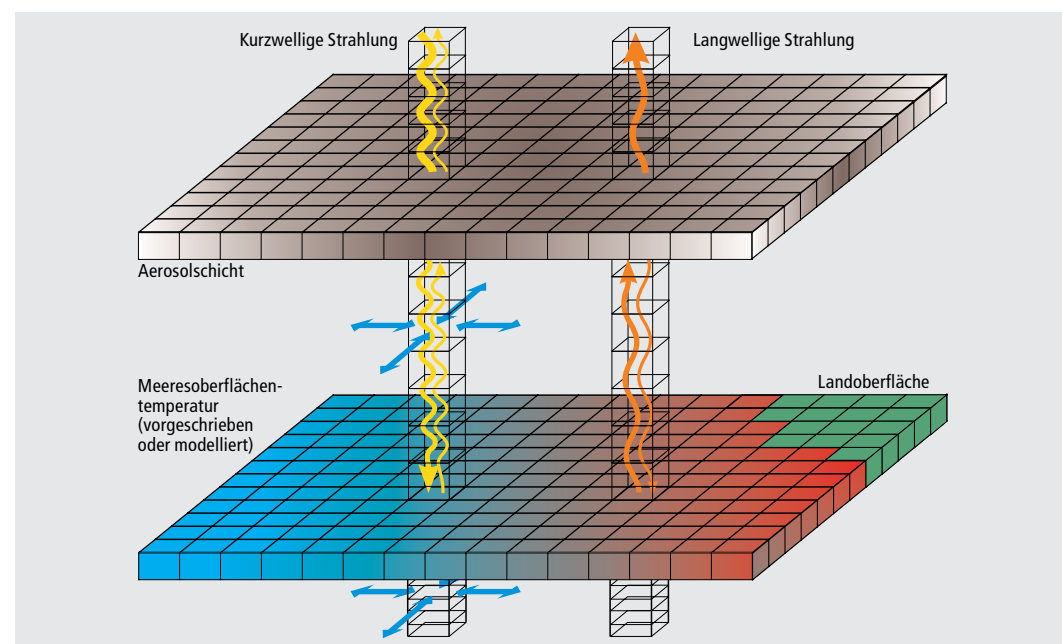 Kurzwellige Strahlung
Langwellige Strahlung
Aerosolschicht
Meeresoberflächen-
temperatur
(vorgeschrieben
oder modelliert)
Landoberfläche